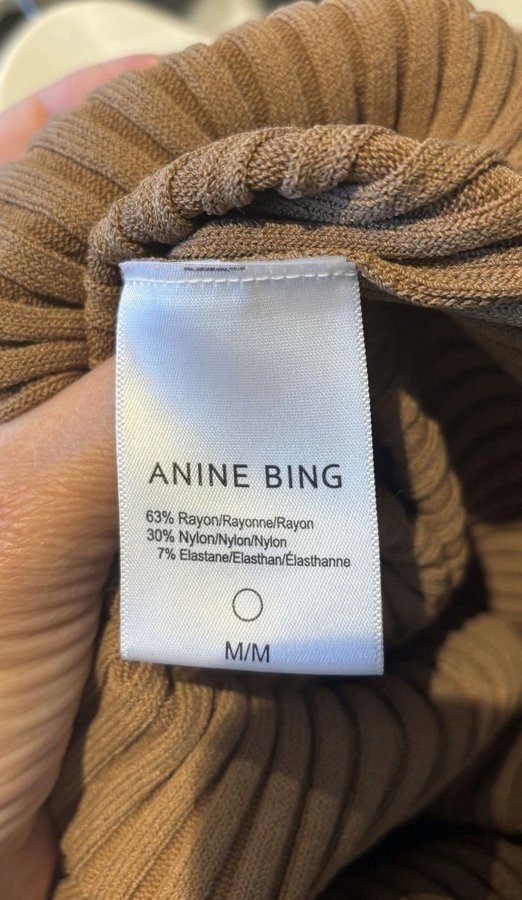 ANINE BING
63% Rayon/Rayonne/Rayon
30% Nylon/Nylon/Nylon
7% Elastane/Elasthan/Élasthanne
M/M